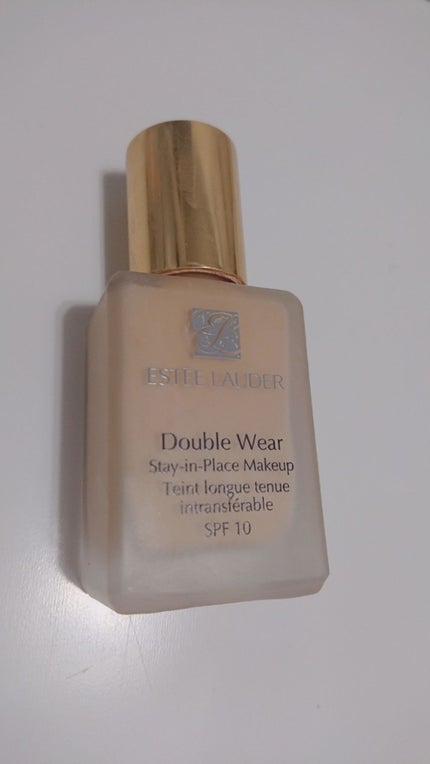 ESTEE LAUDER
Double Wear
Stay-in-Place Makeup
Teint longue tenue
intransférable
SPF 10